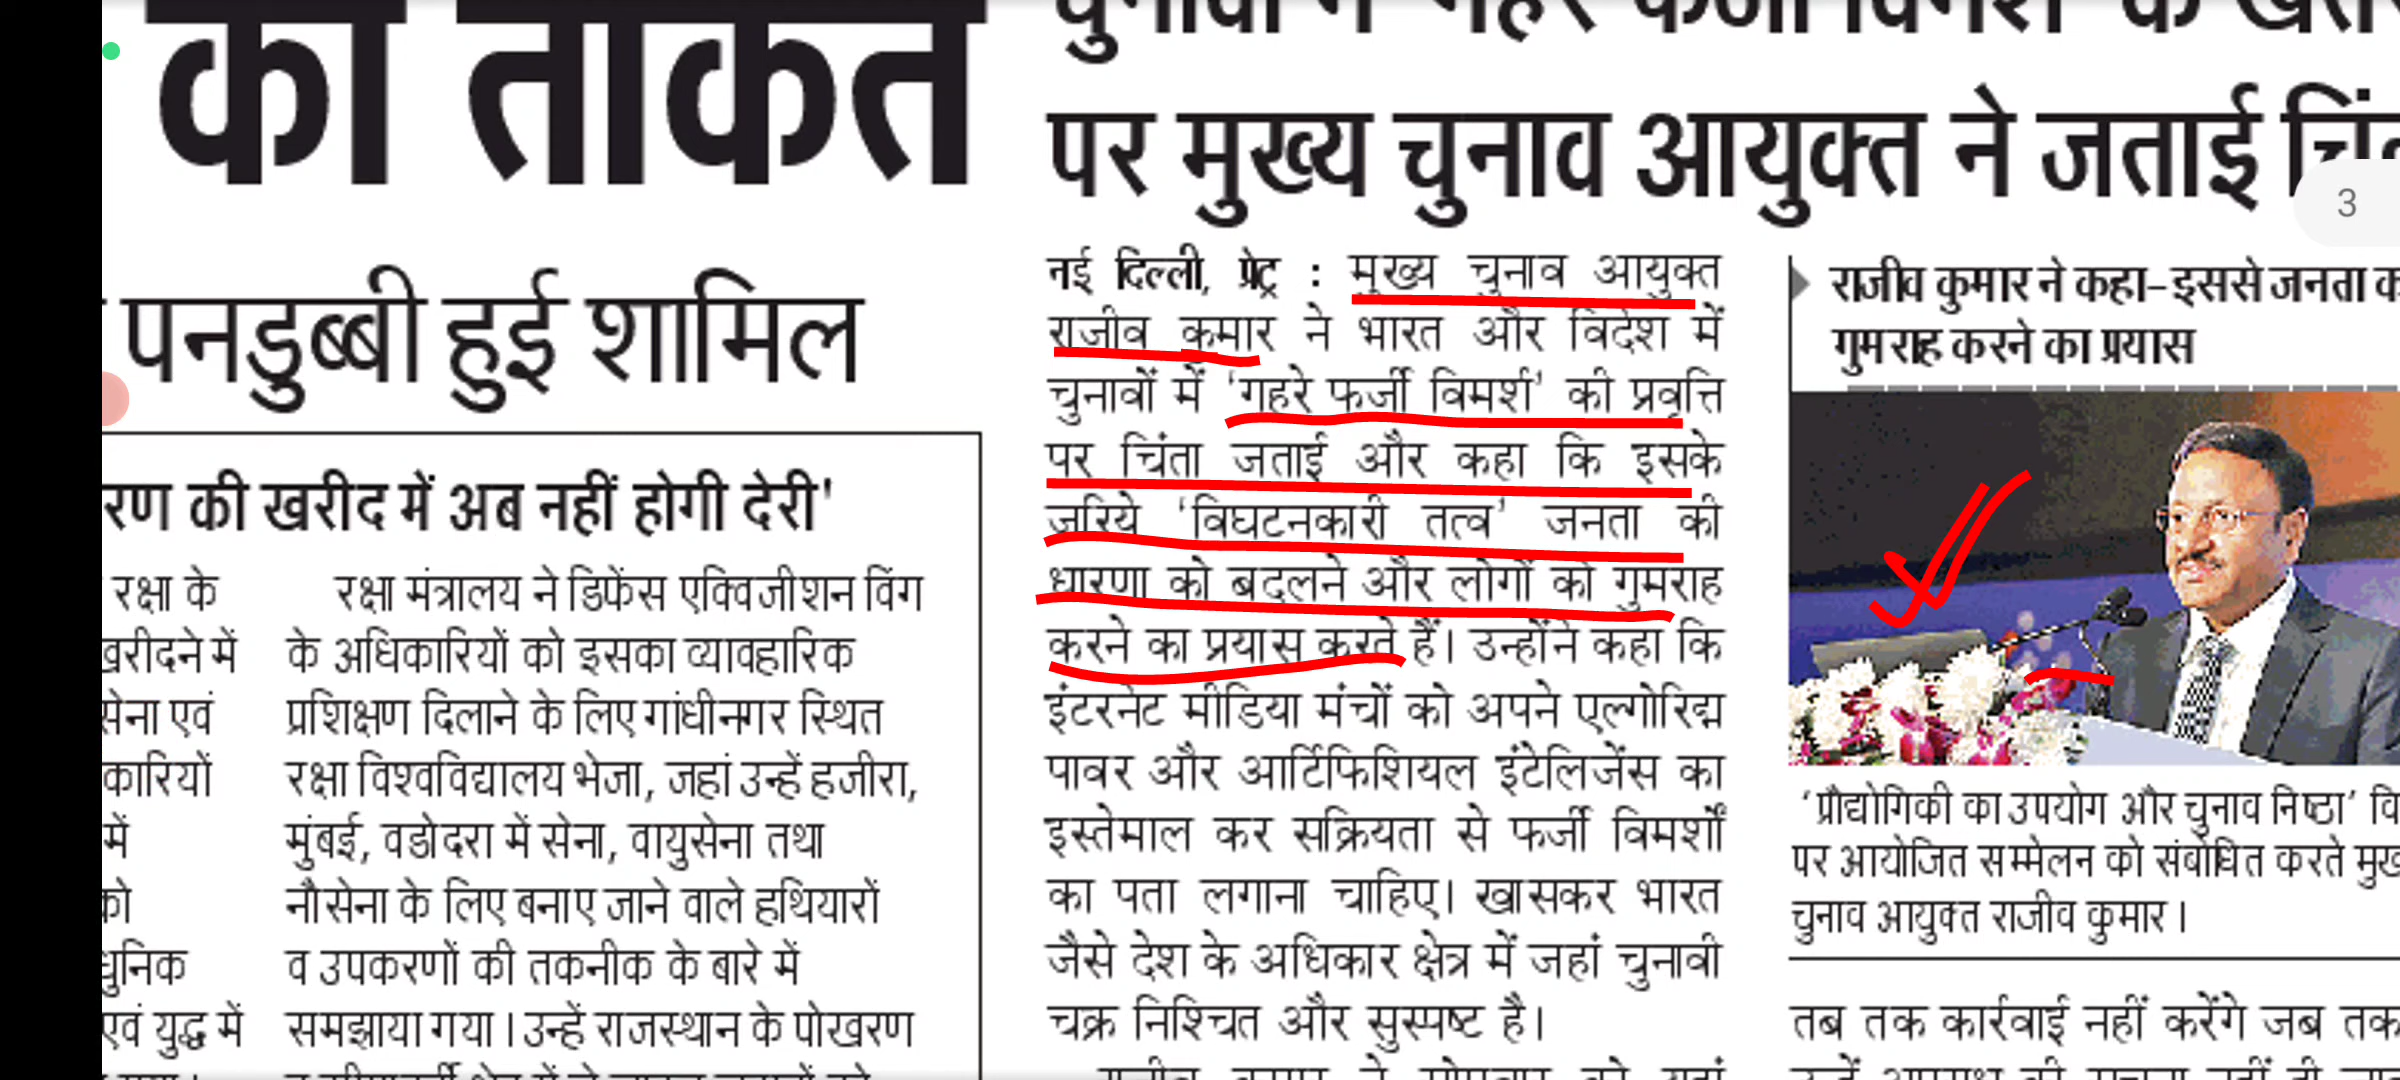 का ताकत
पनडुब्बी हुई शामिल
रण की खरीद में अब नहीं होगी देरी'
रक्षा के
खरीदने में
सेना एवं
कारियों
में
को
धुनिक
एवं युद्ध में
रक्षा मंत्रालय ने डिफेंस एक्विजीशन विंग
के अधिकारियों को इसका व्यावहारिक
प्रशिक्षण दिलाने के लिए गांधीनगर स्थित
रक्षा विश्वविद्यालय भेजा, जहां उन्हें हजीरा,
मुंबई, वडोदरा में सेना, वायुसेना तथा
नौसेना के लिए बनाए जाने वाले हथियारों
व उपकरणों की तकनीक के बारे में
समझाया गया। उन्हें राजस्थान के पोखरण
चुनावों में 'गहरे फर्जी विमर्श' के
पर मुख्य चुनाव आयुक्त ने जताई
नई दिल्ली, प्रेट्र : मुख्य चुनाव आयुक्त
राजीव कुमार ने भारत और विदेश में
चुनावों में 'गहरे फर्जी विमर्श' की प्रवृत्ति
पर चिंता जताई और कहा कि इसके
जरिये 'विघटनकारी तत्व' जनता की
धारणा को बदलने और लोगों को गुमराह
करने का प्रयास करते हैं। उन्होंने कहा कि
इंटरनेट मीडिया मंचों को अपने एल्गोरिद्म
पावर और आर्टिफिशियल इंटेलिजेंस का
इस्तेमाल कर सक्रियता से फर्जी विमर्शों
का पता लगाना चाहिए। खासकर भारत
जैसे देश के अधिकार क्षेत्र में जहां चुनावी
चक्र निश्चित और सुस्पष्ट है।
3
राजीव कुमार ने कहा-इससे जनता क
गुमराह करने का प्रयास
'प्रौद्योगिकी का उपयोग और चुनाव निष्ठा' वि
पर आयोजित सम्मेलन को संबोधित करते मुख
चुनाव आयुक्त राजीव कुमार।
तब तक कार्रवाई नहीं करेंगे जब तक